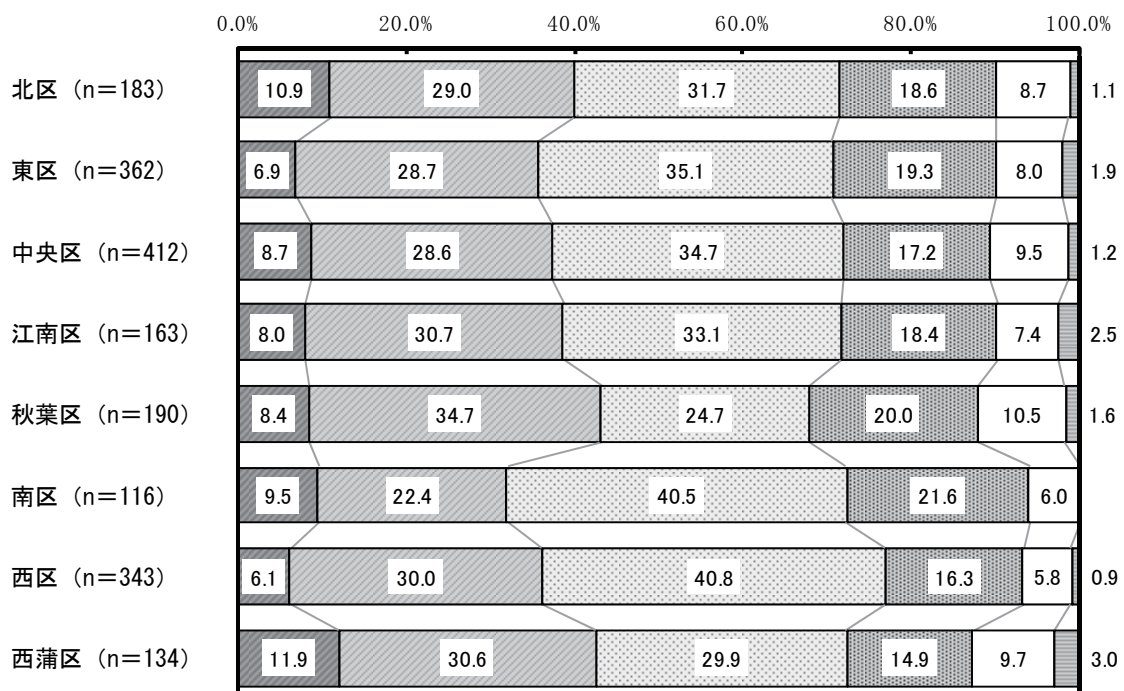 0.0% 20.0% 40.0% 60.0% 80.0% 100.0%
北区 (n=183) 10.9 29.0 31.7 18.6 8.7 1.1
東区 (n=362) 6.9 28.7 35.1 19.3 8.0 1.9
中央区 (n=412) 8.7 28.6 34.7 17.2 9.5 1.2
江南区 (n=163) 8.0 30.7 33.1 18.4 7.4 2.5
秋葉区 (n=190) 8.4 34.7 24.7 20.0 10.5 1.6
南区 (n=116) 9.5 22.4 40.5 21.6 6.0
西区 (n=343) 6.1 30.0 40.8 16.3 5.8 0.9
西蒲区 (n=134) 11.9 30.6 29.9 14.9 9.7 3.0